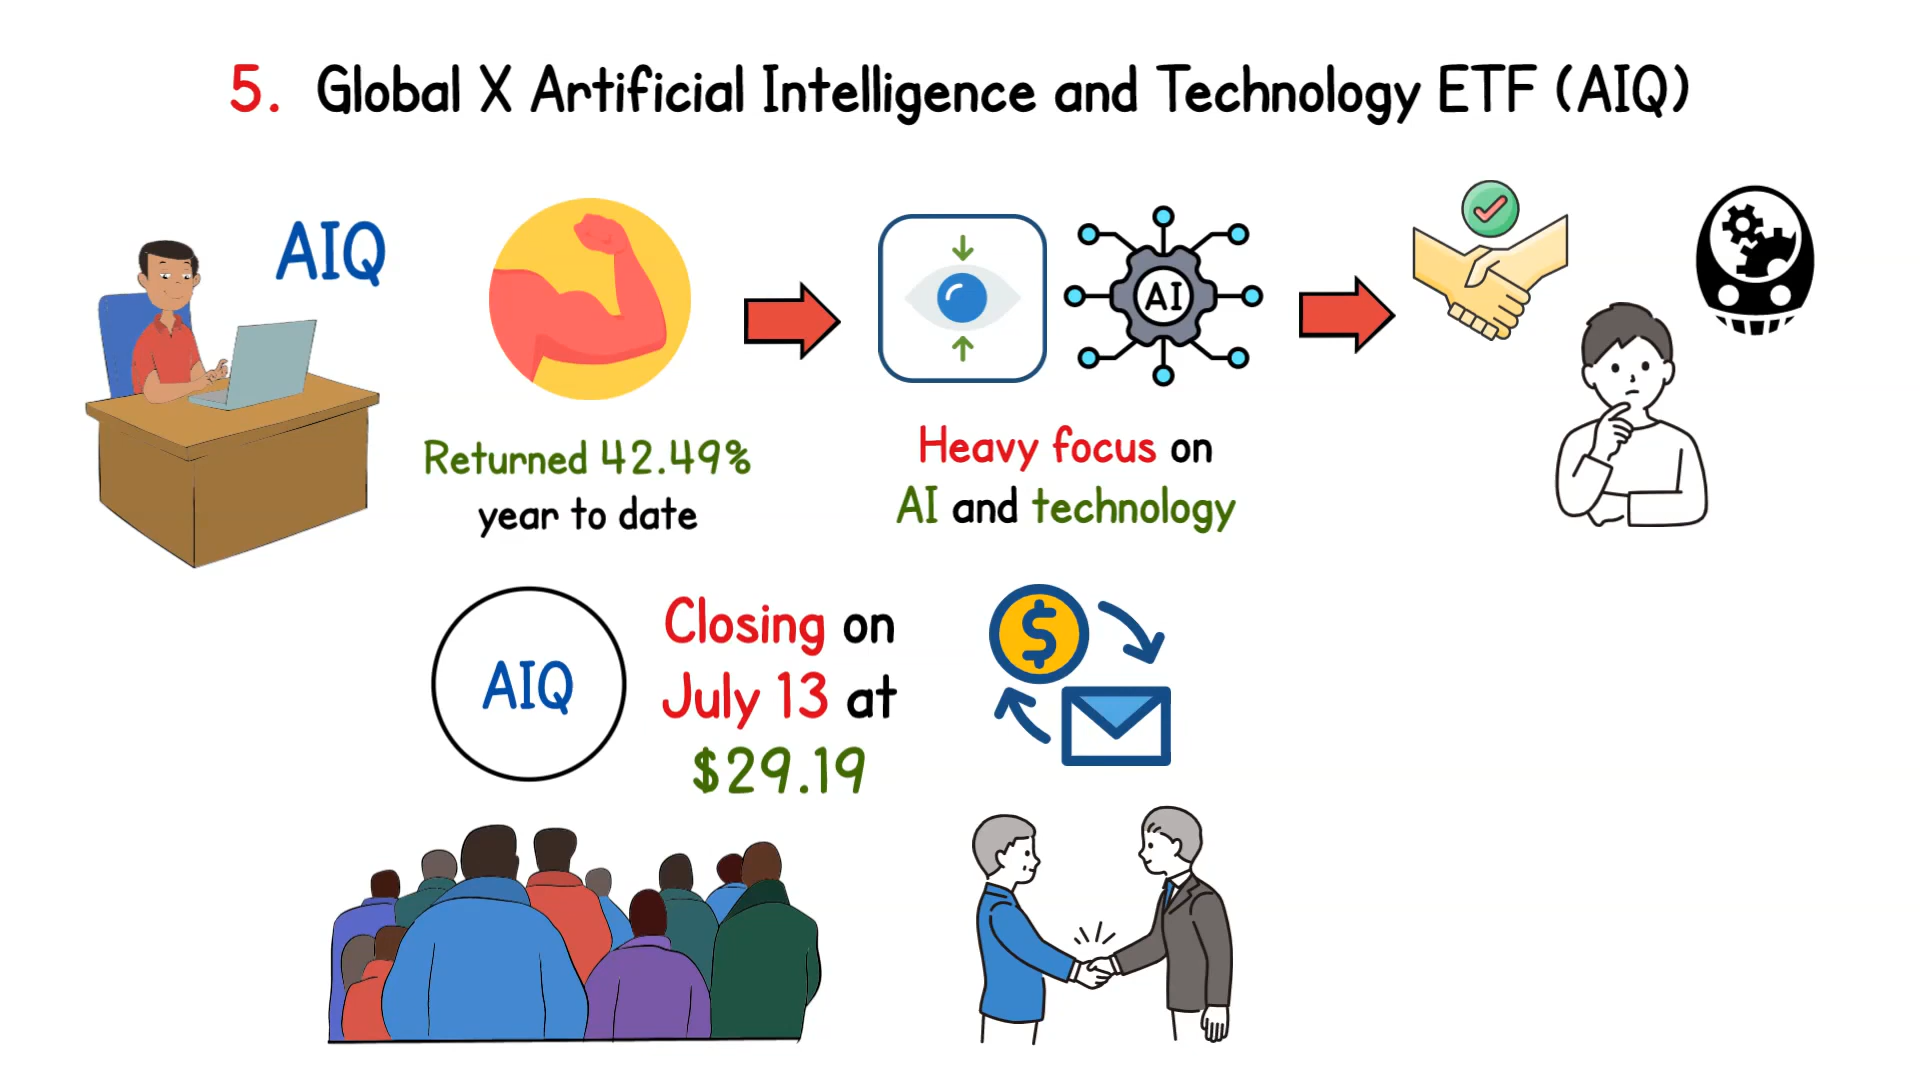 5. Global X Artificial Intelligence and Technology ETF (AIQ)
AIQ
Returned 42.49%
year to date
AI
Heavy focus on
AI and technology
AIQ
Closing on
July 13 at
$29.19
$